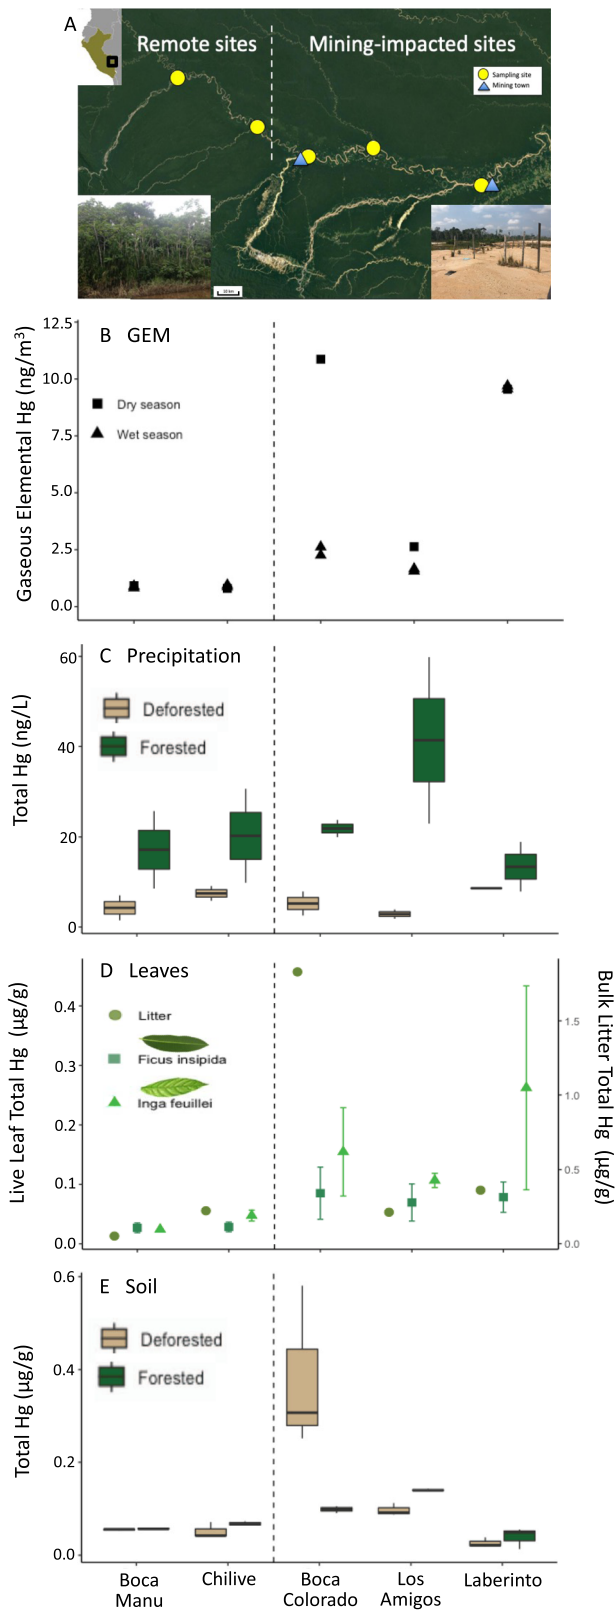 A
Remote sites
Mining-impacted sites
Sampling site
Mining town
10 km
B GEM
Gaseous Elemental Hg (ng/m³)
12.5
10.0
7.5
5.0
2.5
0.0
Dry season
Wet season
C Precipitation
Total Hg (ng/L)
60
40
20
0
Deforested
Forested
D Leaves
Live Leaf Total Hg (µg/g)
0.4
0.3
0.2
0.1
0.0
Litter
Ficus insipida
Inga feuillei
Bulk Litter Total Hg (µg/g)
1.5
1.0
0.5
0.0
E Soil
Total Hg (µg/g)
0.6
0.4
0.2
0.0
Deforested
Forested
Boca
Manu
Chilive
Boca
Colorado
Los
Amigos
Laberinto